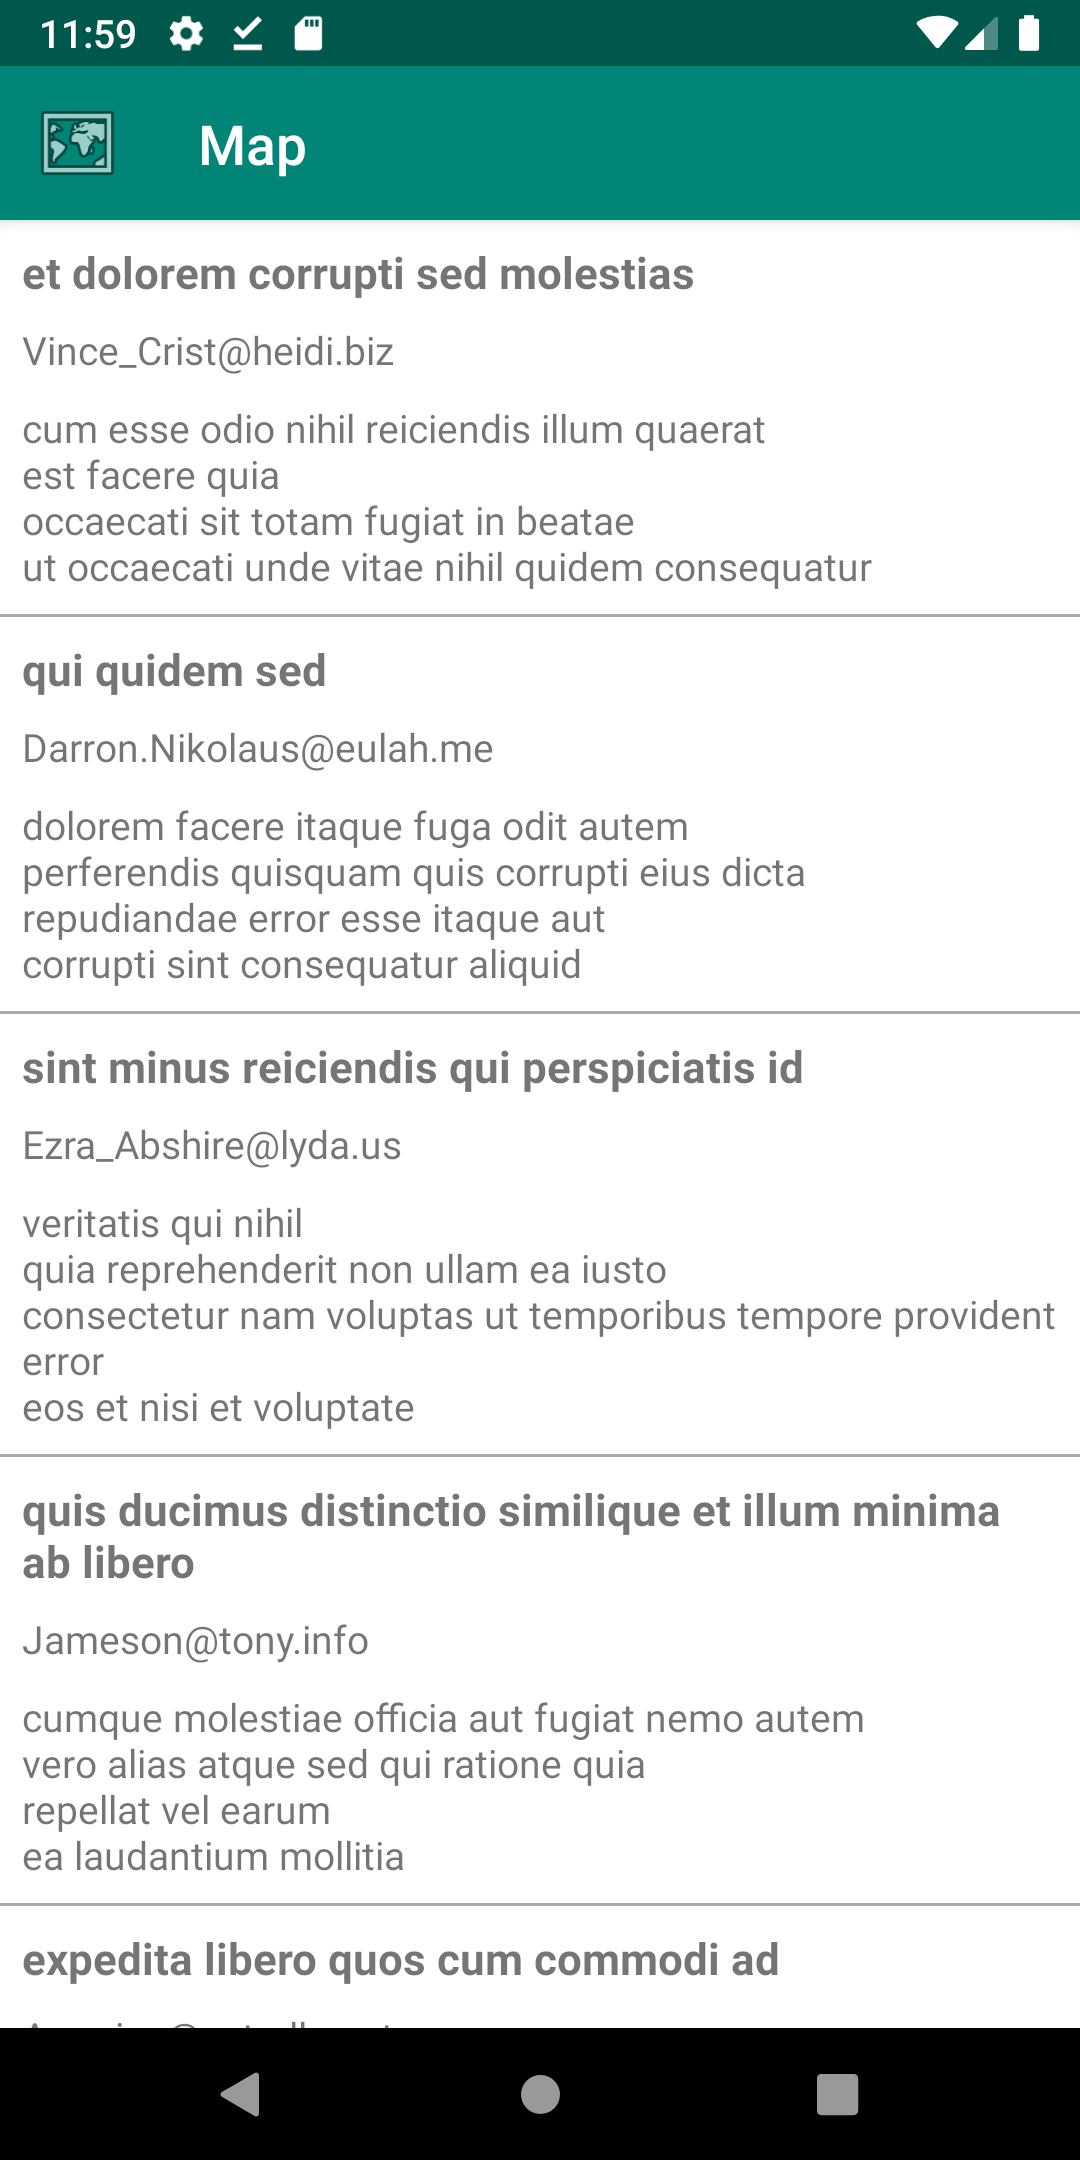 11:59
Map
et dolorem corrupti sed molestias
Vince_Crist@heidi.biz
cum esse odio nihil reiciendis illum quaerat
est facere quia
occaecati sit totam fugiat in beatae
ut occaecati unde vitae nihil quidem consequatur
qui quidem sed
Darron.Nikolaus@eulah.me
dolorem facere itaque fuga odit autem
perferendis quisquam quis corrupti eius dicta
repudiandae error esse itaque aut
corrupti sint consequatur aliquid
sint minus reiciendis qui perspiciatis id
Ezra_Abshire@lyda.us
veritatis qui nihil
quia reprehenderit non ullam ea iusto
consectetur nam voluptas ut temporibus tempore provident
error
eos et nisi et voluptate
quis ducimus distinctio similique et illum minima
ab libero
Jameson@tony.info
cumque molestiae officia aut fugiat nemo autem
vero alias atque sed qui ratione quia
repellat vel earum
ea laudantium mollitia
expedita libero quos cum commodi ad